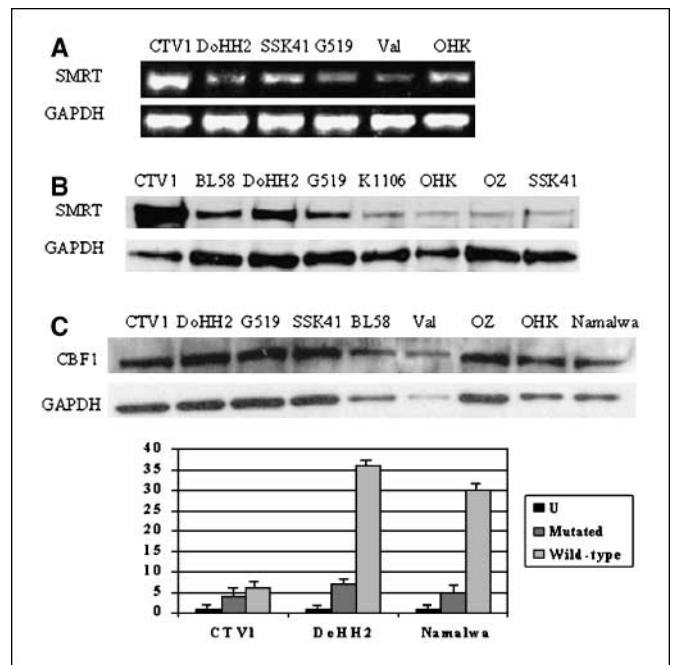 A
CTV1 DoHH2 SSK41 G519 Val OHK
SMRT
GAPDH
B
CTV1 BL58 DoHH2 G519 K1106 OHK OZ SSK41
SMRT
GAPDH
C
CTV1 DoHH2 G519 SSK41 BL58 Val OZ OHK Namalwa
CBF1
GAPDH
40
35
30
25
20
15
10
5
0
CTV1 DoHH2 Namalwa
U
Mutated
Wild-type